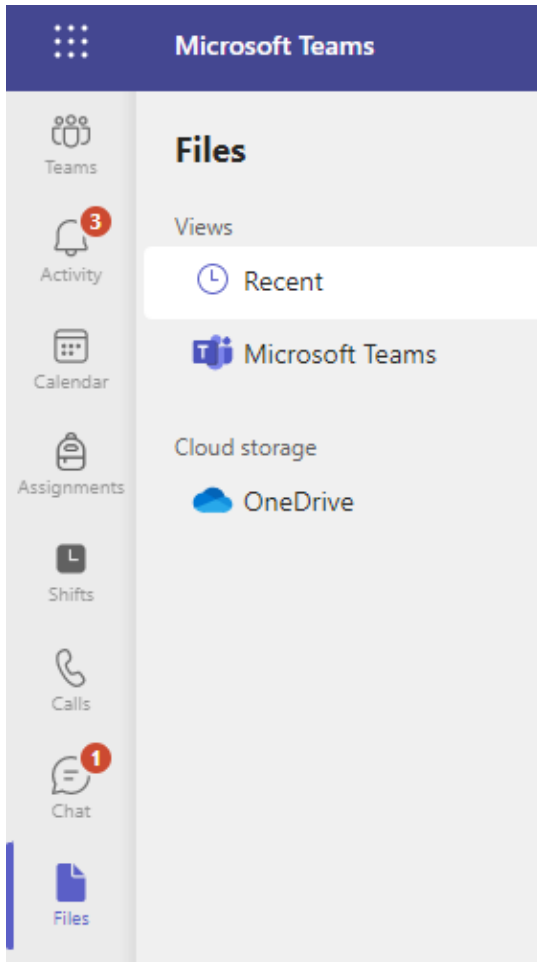 Microsoft Teams
Teams
3
Activity
Calendar
Assignments
Shifts
Calls
1
Chat
Files
Files
Views
Recent
Microsoft Teams
Cloud storage
OneDrive